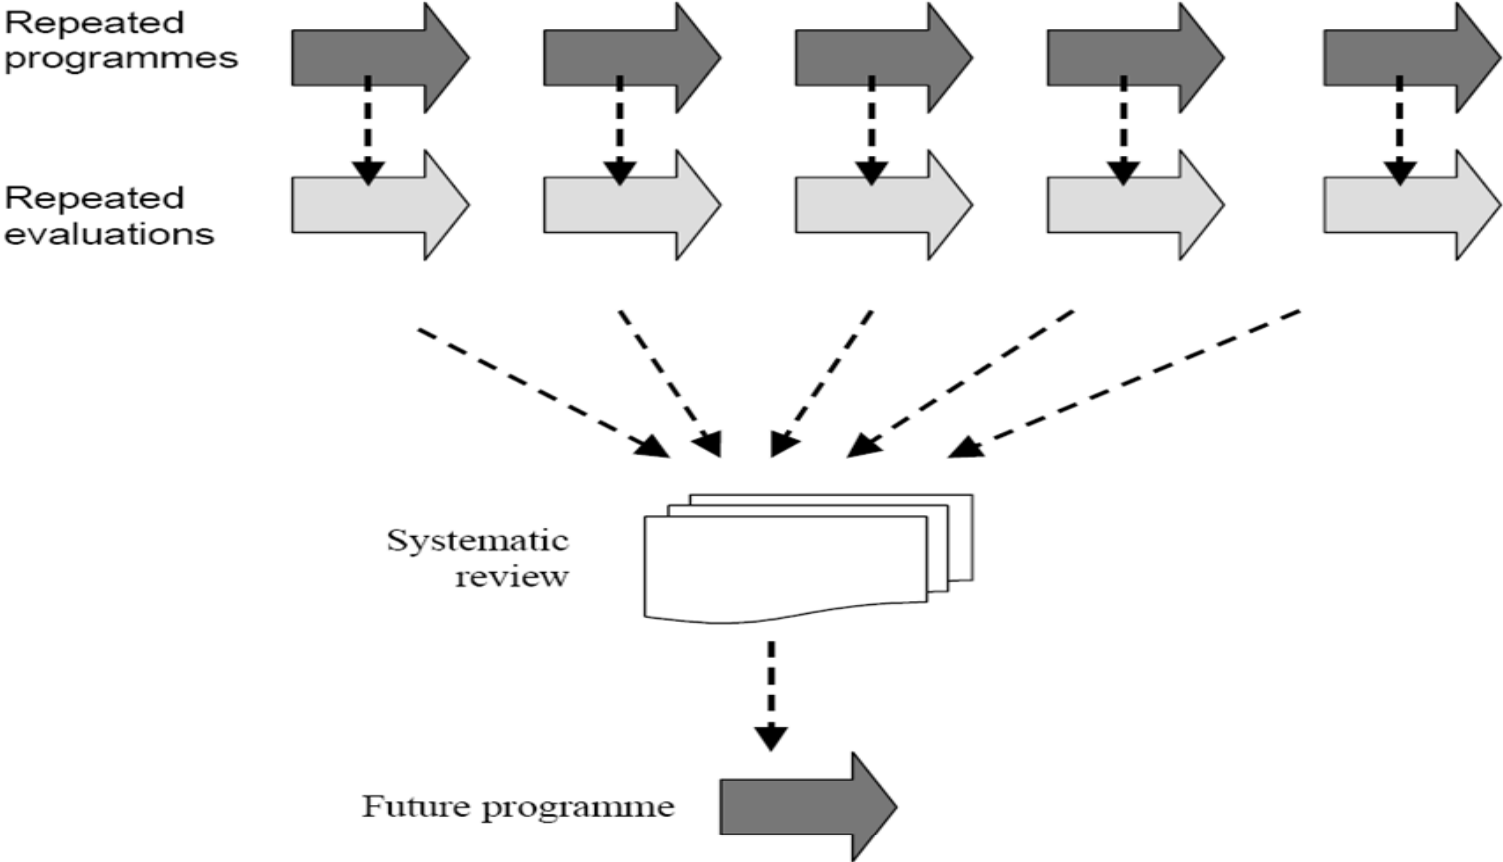 Repeated
programmes
Repeated
evaluations
Systematic
review
Future programme